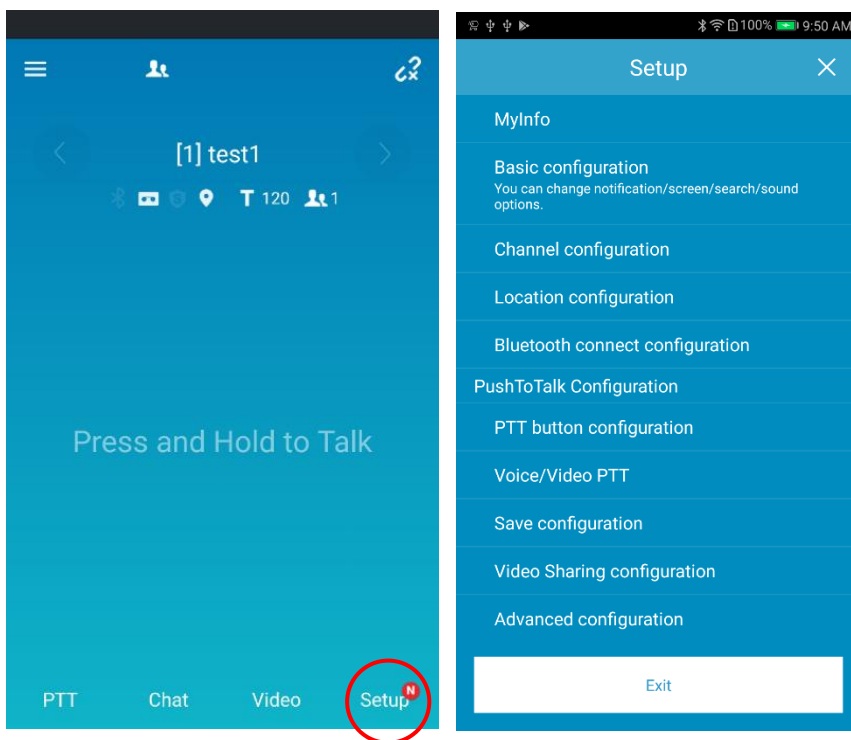 [1] test1
T 120 1
Press and Hold to Talk
PTT Chat Video Setup N
100% 9:50 AM
Setup
MyInfo
Basic configuration
You can change notification/screen/search/sound
options.
Channel configuration
Location configuration
Bluetooth connect configuration
PushToTalk Configuration
PTT button configuration
Voice/Video PTT
Save configuration
Video Sharing configuration
Advanced configuration
Exit